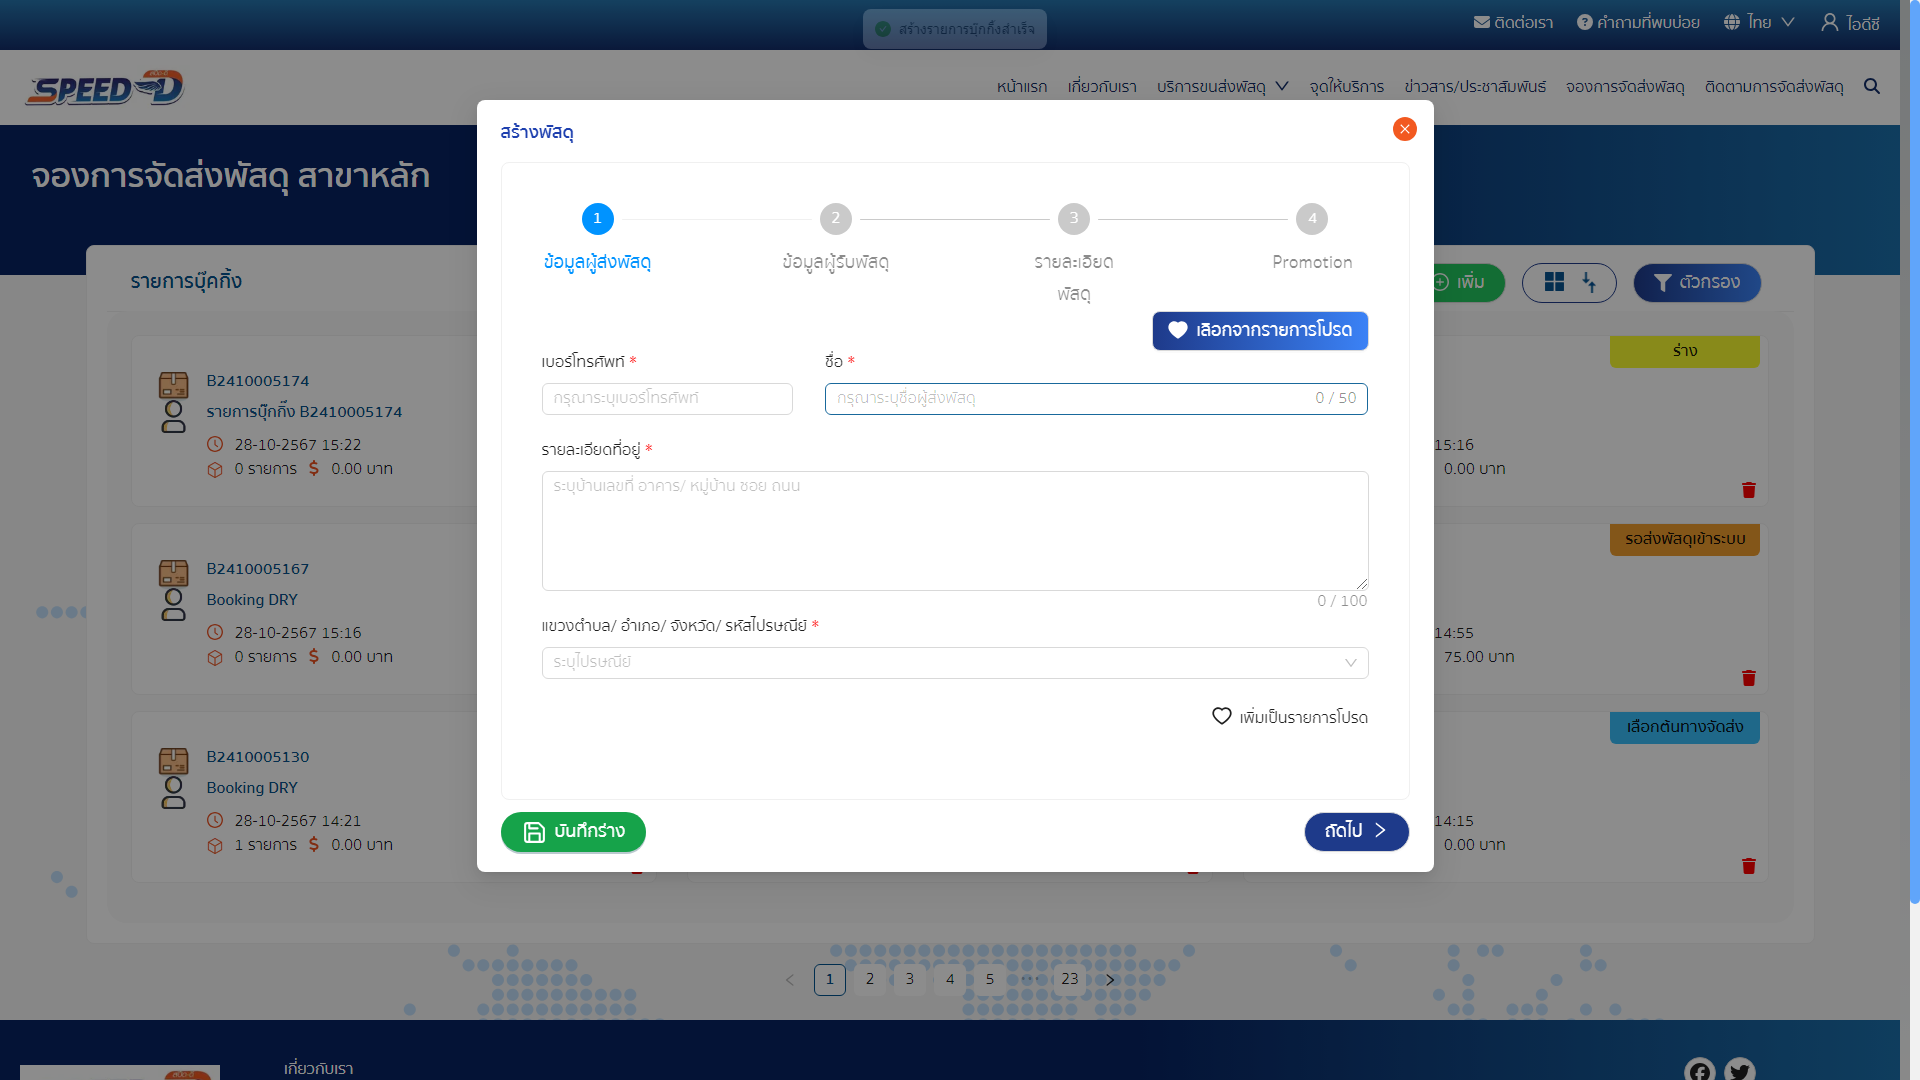 สร้างรายการบุ๊กกิ้งสำเร็จ
ติดต่อเรา
คำถามที่พบบ่อย
ไทย
ไอดีซี
SPEED-D
หน้าแรก
เกี่ยวกับเรา
บริการขนส่งพัสดุ
จุดให้บริการ
ข่าวสาร/ประชาสัมพันธ์
จองการจัดส่งพัสดุ
ติดตามการจัดส่งพัสดุ
จองการจัดส่งพัสดุ สาขาหลัก
สร้างพัสดุ
1
2
3
4
ข้อมูลผู้ส่งพัสดุ
ข้อมูลผู้รับพัสดุ
รายละเอียด
พัสดุ
Promotion
เลือกจากรายการโปรด
เบอร์โทรศัพท์ *
ชื่อ *
กรุณาระบุเบอร์โทรศัพท์
กรุณาระบุชื่อผู้ส่งพัสดุ
0 / 50
รายละเอียดที่อยู่ *
ระบุบ้านเลขที่ อาคาร/ หมู่บ้าน ซอย ถนน
0 / 100
แขวงตำบล/ อำเภอ/ จังหวัด/ รหัสไปรษณีย์ *
ระบุไปรษณีย์
เพิ่มเป็นรายการโปรด
บันทึกร่าง
ถัดไป
รายการบุ๊คกิ้ง
เพิ่ม
ตัวกรอง
B2410005174
รายการบุ๊กกิ้ง B2410005174
28-10-2567 15:22
0 รายการ $ 0.00 บาท
ร่าง
15:16
0.00 บาท
B2410005167
Booking DRY
28-10-2567 15:16
0 รายการ $ 0.00 บาท
รอส่งพัสดุเข้าระบบ
14:55
75.00 บาท
B2410005130
Booking DRY
28-10-2567 14:21
1 รายการ $ 0.00 บาท
เลือกต้นทางจัดส่ง
14:15
0.00 บาท
1
2
3
4
5
•••
23
เกี่ยวกับเรา